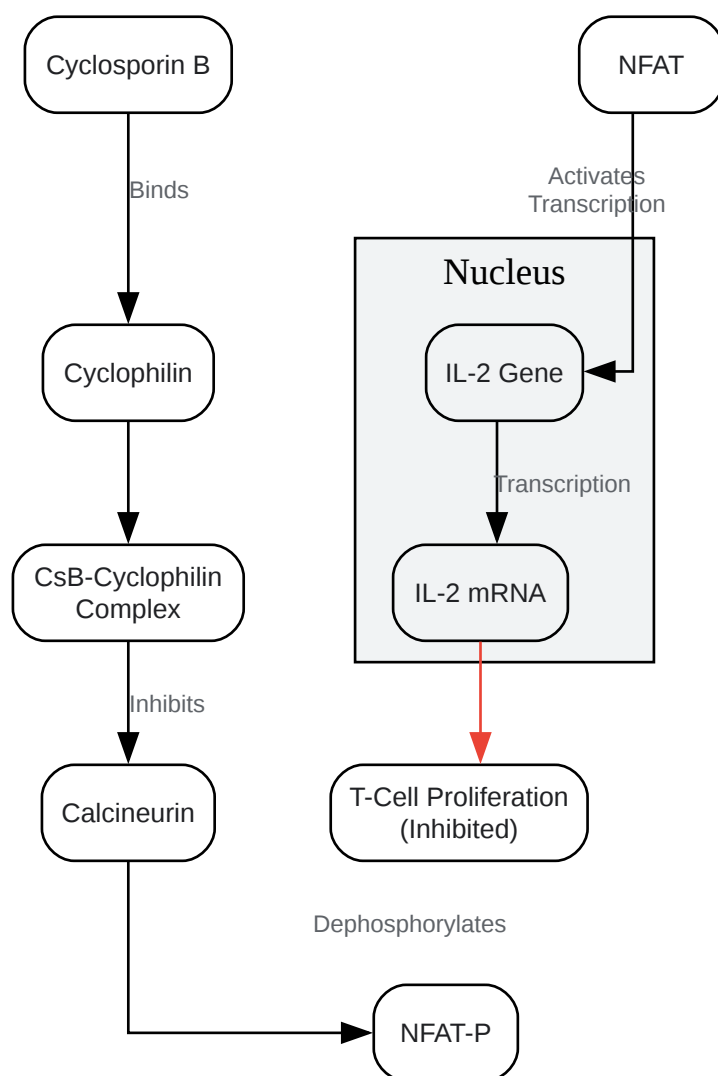 Cyclosporin B
NFAT
Binds
Activates
Transcription
Nucleus
Cyclophilin
IL-2 Gene
Transcription
CsB-Cyclophilin
Complex
IL-2 mRNA
Inhibits
Calcineurin
T-Cell Proliferation
(Inhibited)
Dephosphorylates
NFAT-P